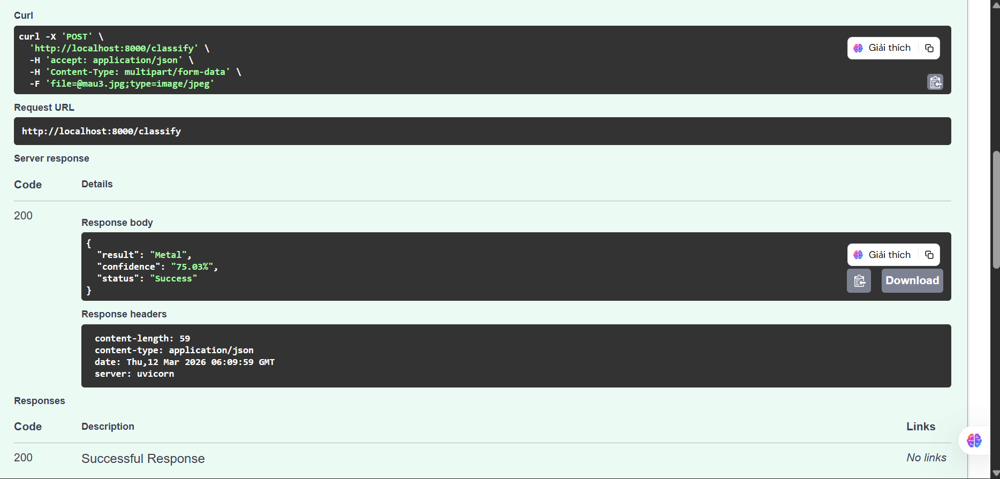 Curl
curl -X 'POST' \
  'http://localhost:8000/classify' \
  -H 'accept: application/json' \
  -H 'Content-Type: multipart/form-data' \
  -F 'file=@mau3.jpg;type=image/jpeg'
Giải thích
Request URL
http://localhost:8000/classify
Server response
Code Details
200
Response body
{
  "result": "Metal",
  "confidence": "75.03%",
  "status": "Success"
}
Giải thích
Download
Response headers
content-length: 59
content-type: application/json
date: Thu,12 Mar 2026 06:09:59 GMT
server: uvicorn
Responses
Code Description Links
200 Successful Response No links